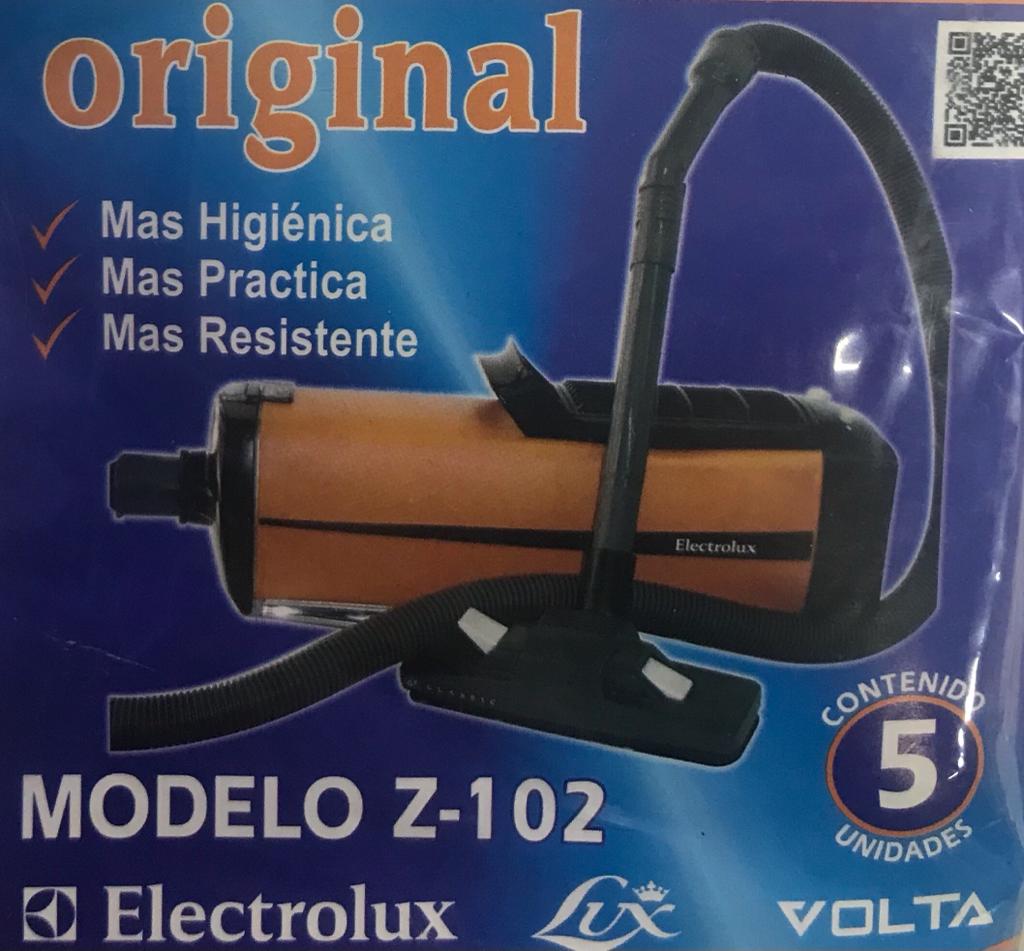 original
Mas Higiénica
Mas Practica
Mas Resistente
Electrolux
CONTENIDO
5
UNIDADES
MODELO Z-102
Electrolux
Lux
VOLTA